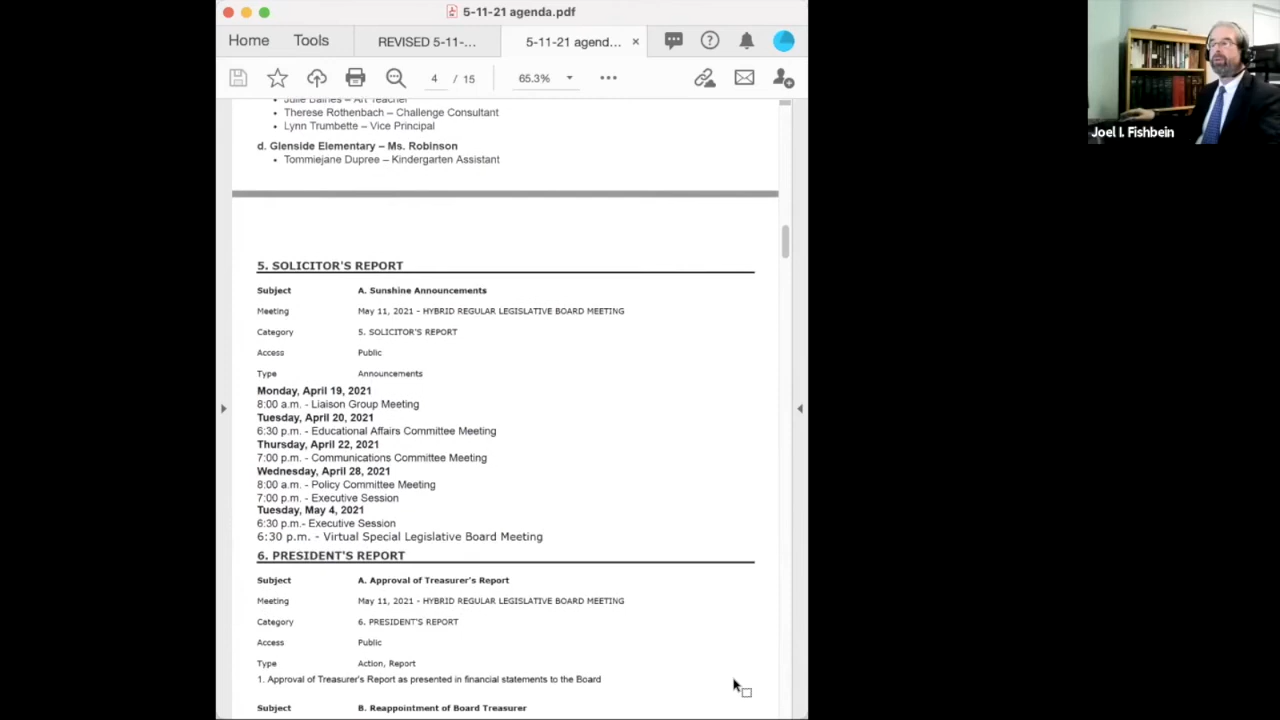 5-11-21 agenda.pdf
Home Tools REVISED 5-11-... 5-11-21 agend... ×
4 / 15 65.3%
Joel I. Fishbein
• Julie Baines – Art Teacher
• Therese Rothenbach – Challenge Consultant
• Lynn Trumbette – Vice Principal
d. Glenside Elementary – Ms. Robinson
• Tommiejane Dupree – Kindergarten Assistant
5. SOLICITOR'S REPORT
Subject A. Sunshine Announcements
Meeting May 11, 2021 - HYBRID REGULAR LEGISLATIVE BOARD MEETING
Category 5. SOLICITOR'S REPORT
Access Public
Type Announcements
Monday, April 19, 2021
8:00 a.m. - Liaison Group Meeting
Tuesday, April 20, 2021
6:30 p.m. - Educational Affairs Committee Meeting
Thursday, April 22, 2021
7:00 p.m. - Communications Committee Meeting
Wednesday, April 28, 2021
8:00 a.m. - Policy Committee Meeting
7:00 p.m. - Executive Session
Tuesday, May 4, 2021
6:30 p.m.- Executive Session
6:30 p.m. - Virtual Special Legislative Board Meeting
6. PRESIDENT'S REPORT
Subject A. Approval of Treasurer's Report
Meeting May 11, 2021 - HYBRID REGULAR LEGISLATIVE BOARD MEETING
Category 6. PRESIDENT'S REPORT
Access Public
Type Action, Report
1. Approval of Treasurer's Report as presented in financial statements to the Board
Subject B. Reappointment of Board Treasurer